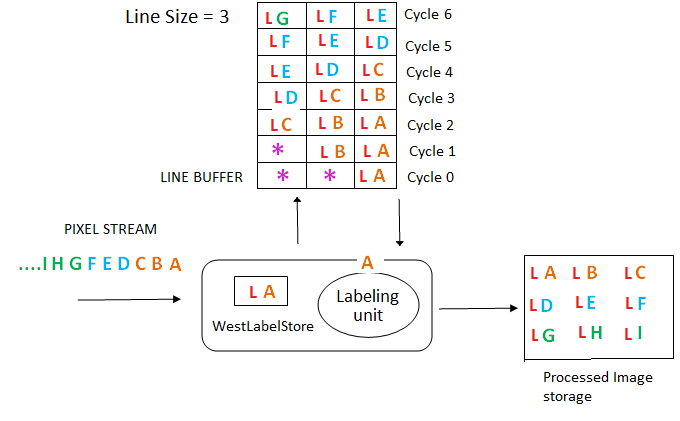 Line Size = 3
LG LF LE Cycle 6
LF LE LD Cycle 5
LE LD LC Cycle 4
LD LC LB Cycle 3
LC LB LA Cycle 2
* LB LA Cycle 1
LINE BUFFER * * LA Cycle 0
PIXEL STREAM
....I H G F E D C B A
A
LA
Labeling
unit
WestLabelStore
LA LB LC
LD LE LF
LG LH LI
Processed Image
storage